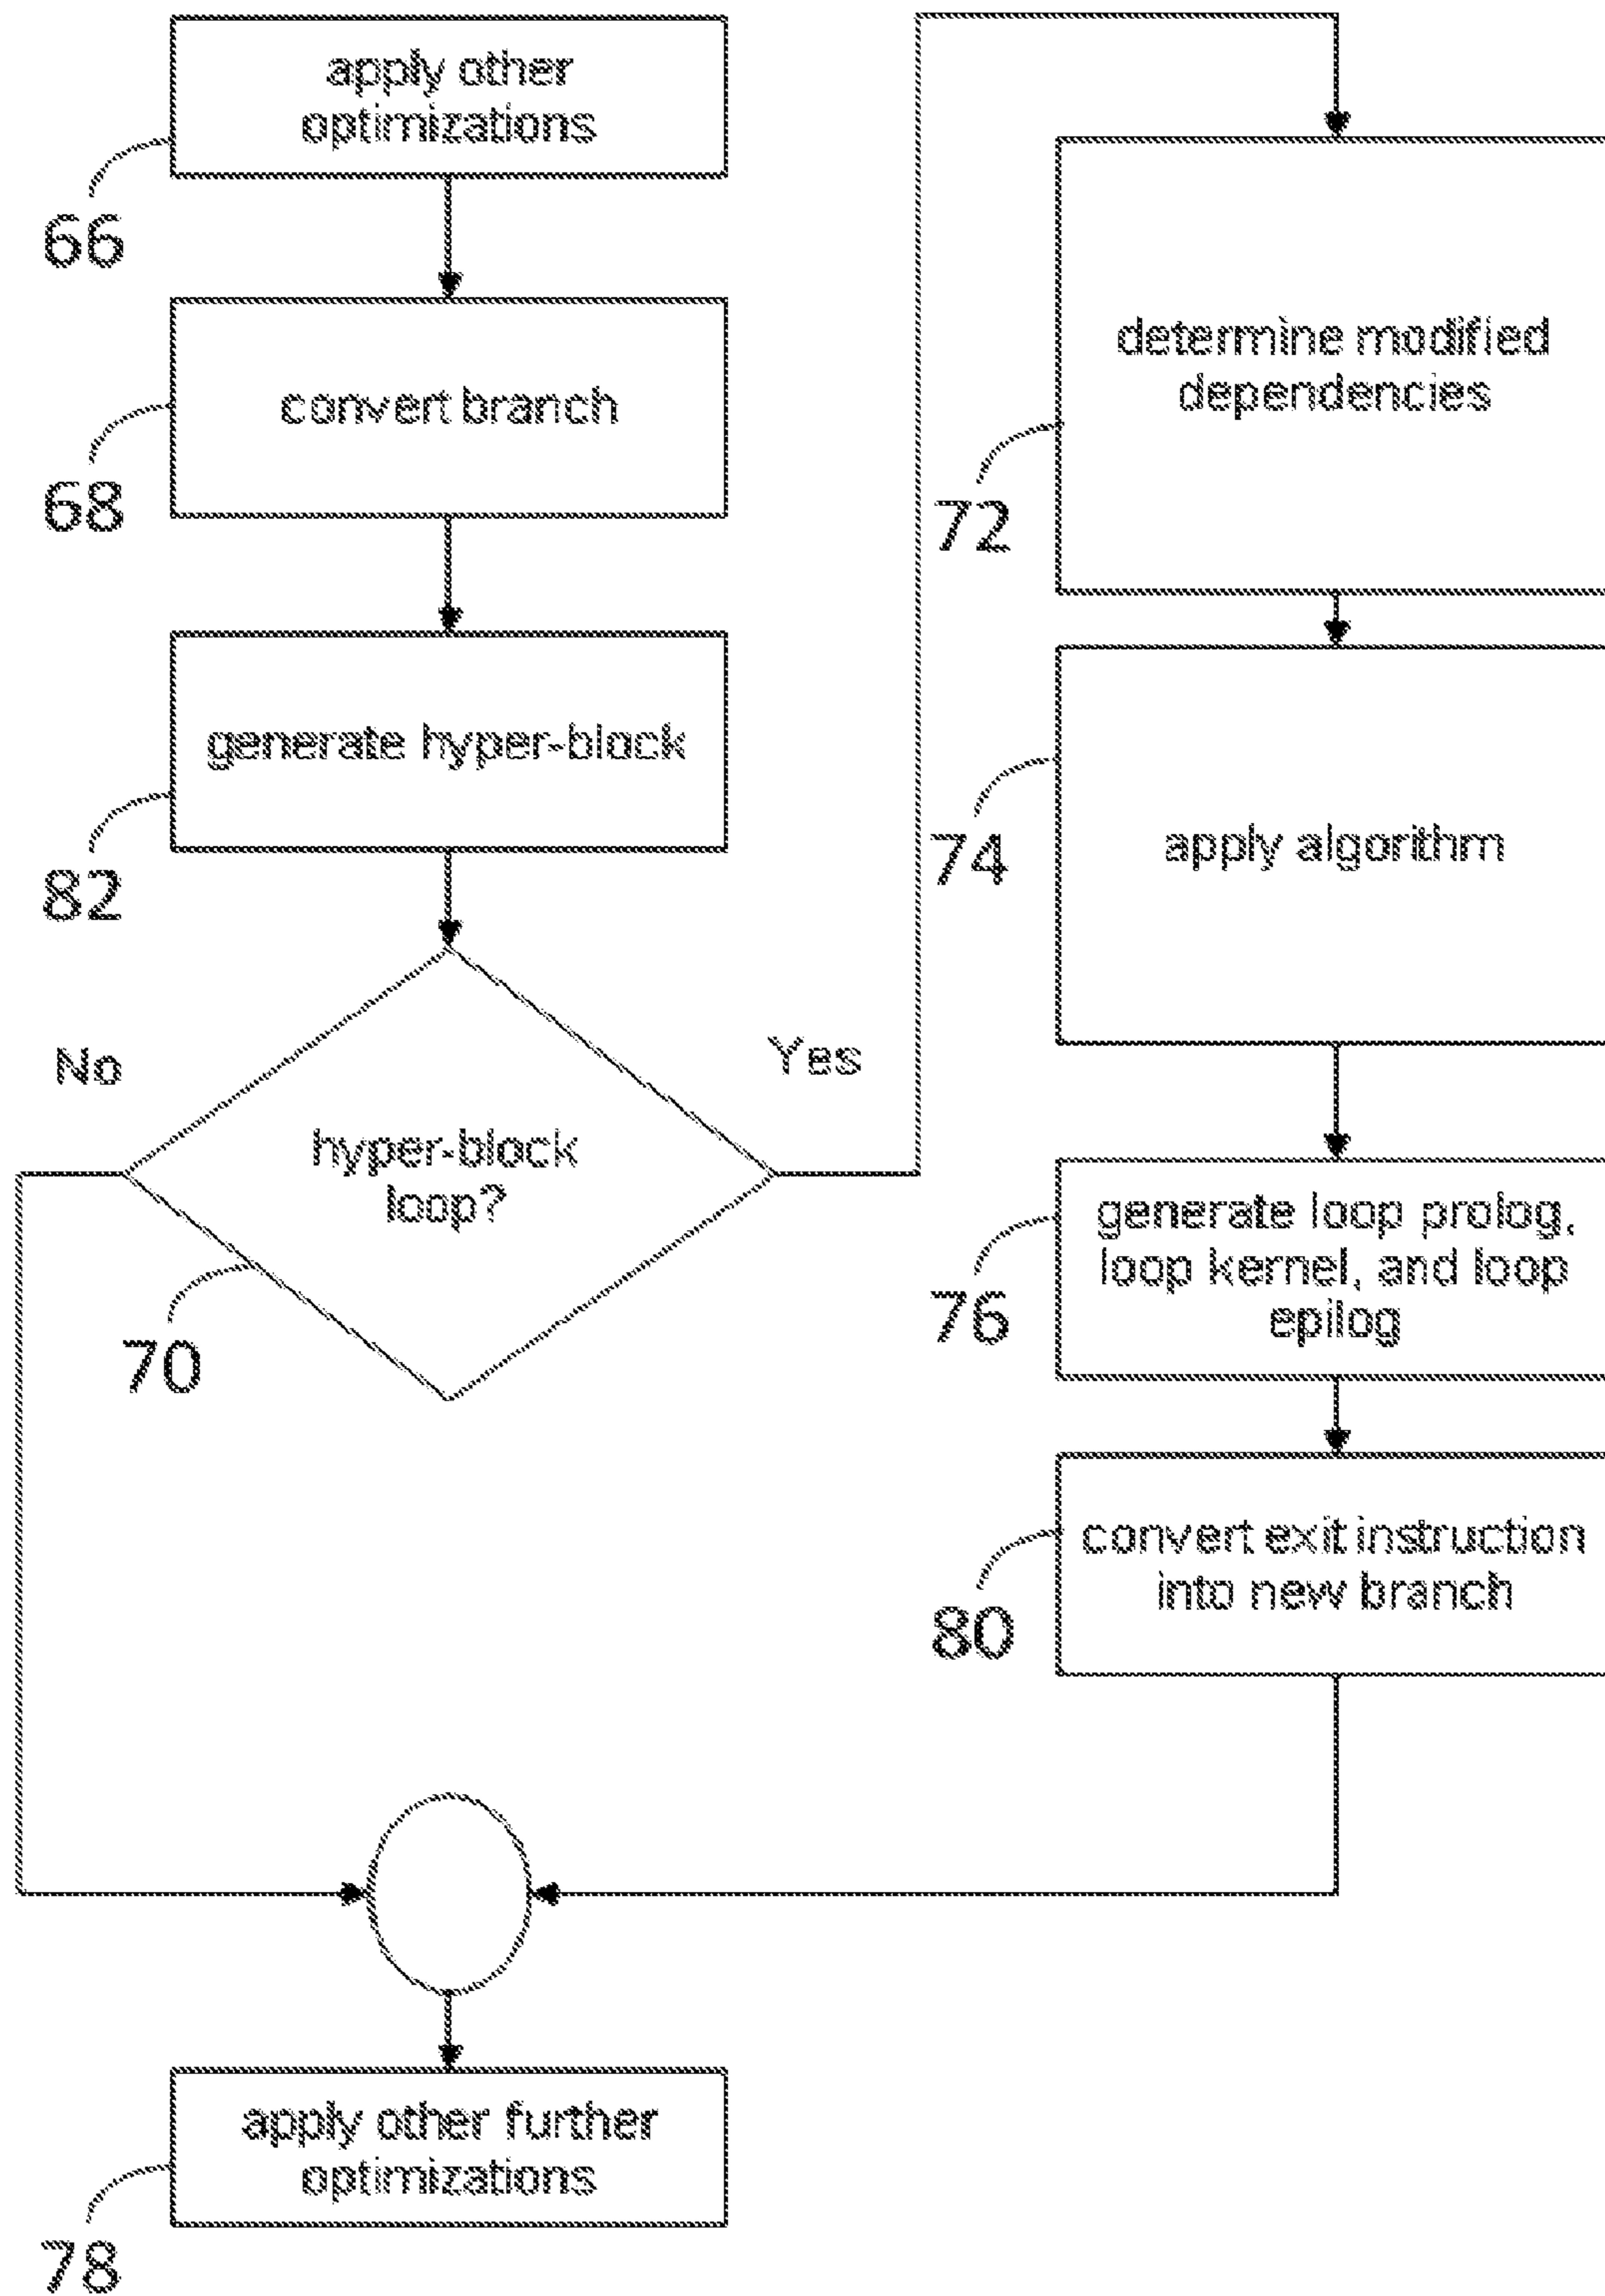 apply other
optimizations
66
convert branch
68
generate hyper-block
82
No
Yes
hyper-block
loop?
70
determine modified
dependencies
72
apply algorithm
74
generate loop prolog,
loop kernel, and loop
epilog
76
convert exit instruction
into new branch
80
apply other further
optimizations
78